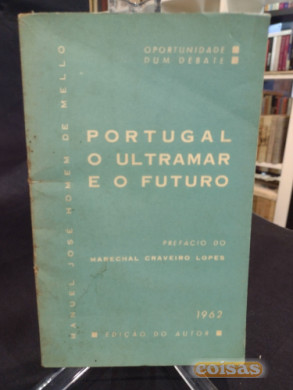 OPORTUNIDADE
DUM DEBATE
MANUEL JOSÉ HOMEM DE MELLO
PORTUGAL
O ULTRAMAR
E O FUTURO
PREFÁCIO DO
MARECHAL CRAVEIRO LOPES
1962
EDIÇÃO DO AUTOR
coisas